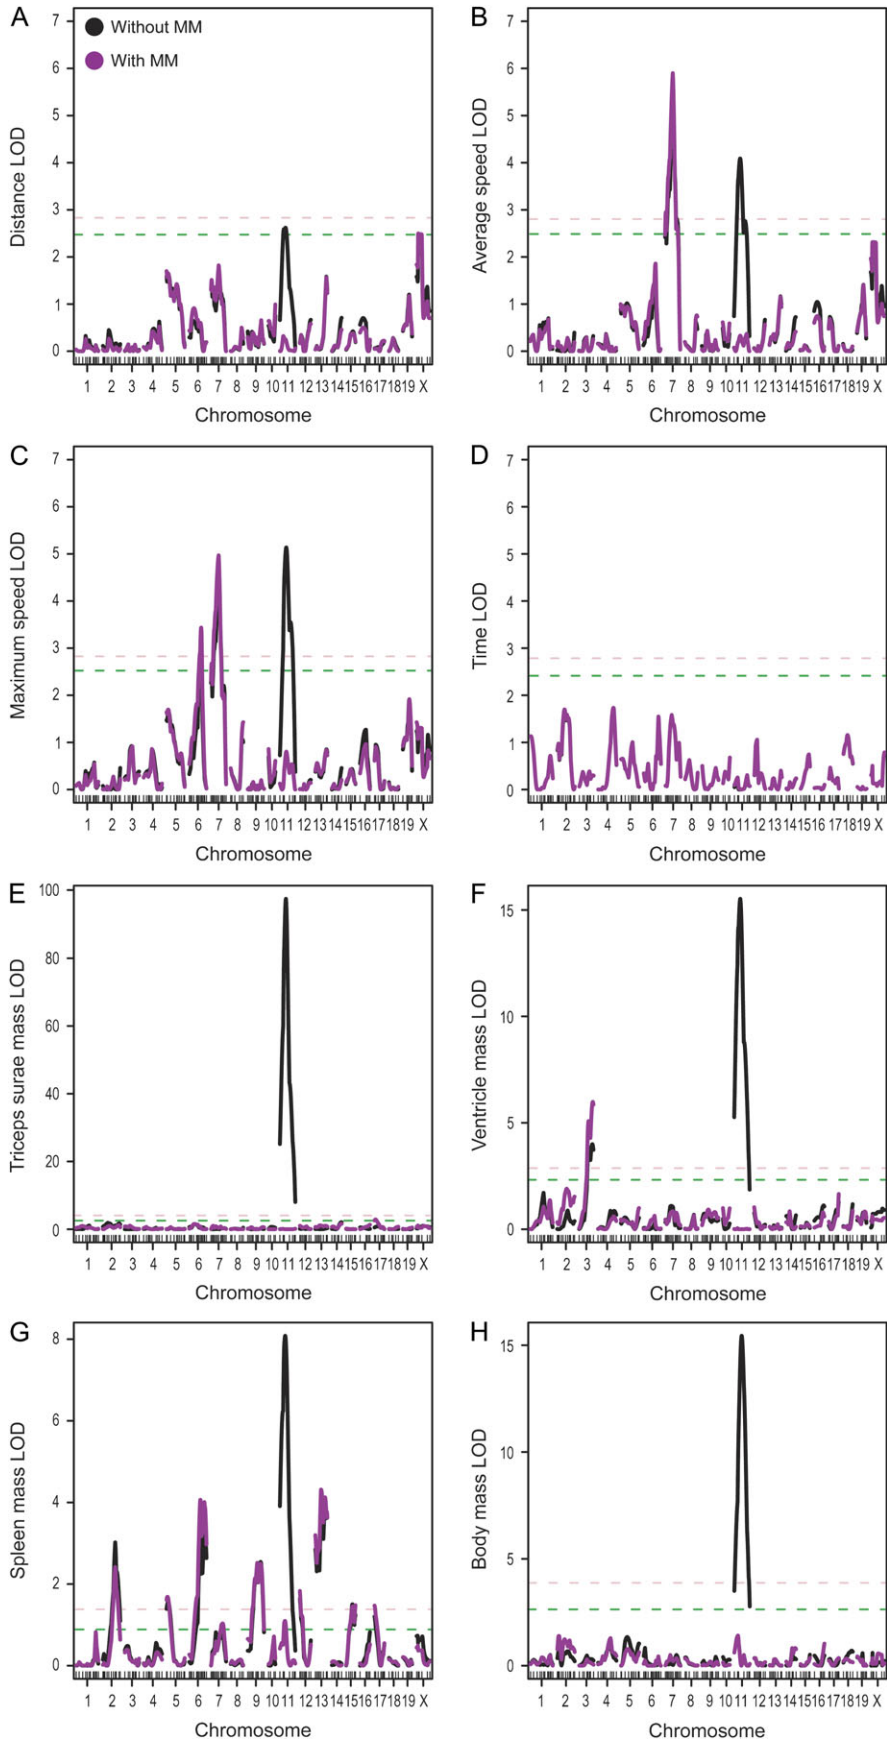 A
Without MM
With MM
Distance LOD
7
6
5
4
3
2
1
0
1 2 3 4 5 6 7 8 9 10 11 12 13 14 15 16 17 18 19 X
Chromosome
B
Average speed LOD
7
6
5
4
3
2
1
0
1 2 3 4 5 6 7 8 9 10 11 12 13 14 15 16 17 18 19 X
Chromosome
C
Maximum speed LOD
7
6
5
4
3
2
1
0
1 2 3 4 5 6 7 8 9 10 11 12 13 14 15 16 17 18 19 X
Chromosome
D
Time LOD
7
6
5
4
3
2
1
0
1 2 3 4 5 6 7 8 9 10 11 12 13 14 15 16 17 18 19 X
Chromosome
E
Triceps surae mass LOD
100
80
60
40
20
0
1 2 3 4 5 6 7 8 9 10 11 12 13 14 15 16 17 18 19 X
Chromosome
F
Ventricle mass LOD
15
10
5
0
1 2 3 4 5 6 7 8 9 10 11 12 13 14 15 16 17 18 19 X
Chromosome
G
Spleen mass LOD
8
6
4
2
0
1 2 3 4 5 6 7 8 9 10 11 12 13 14 15 16 17 18 19 X
Chromosome
H
Body mass LOD
15
10
5
0
1 2 3 4 5 6 7 8 9 10 11 12 13 14 15 16 17 18 19 X
Chromosome